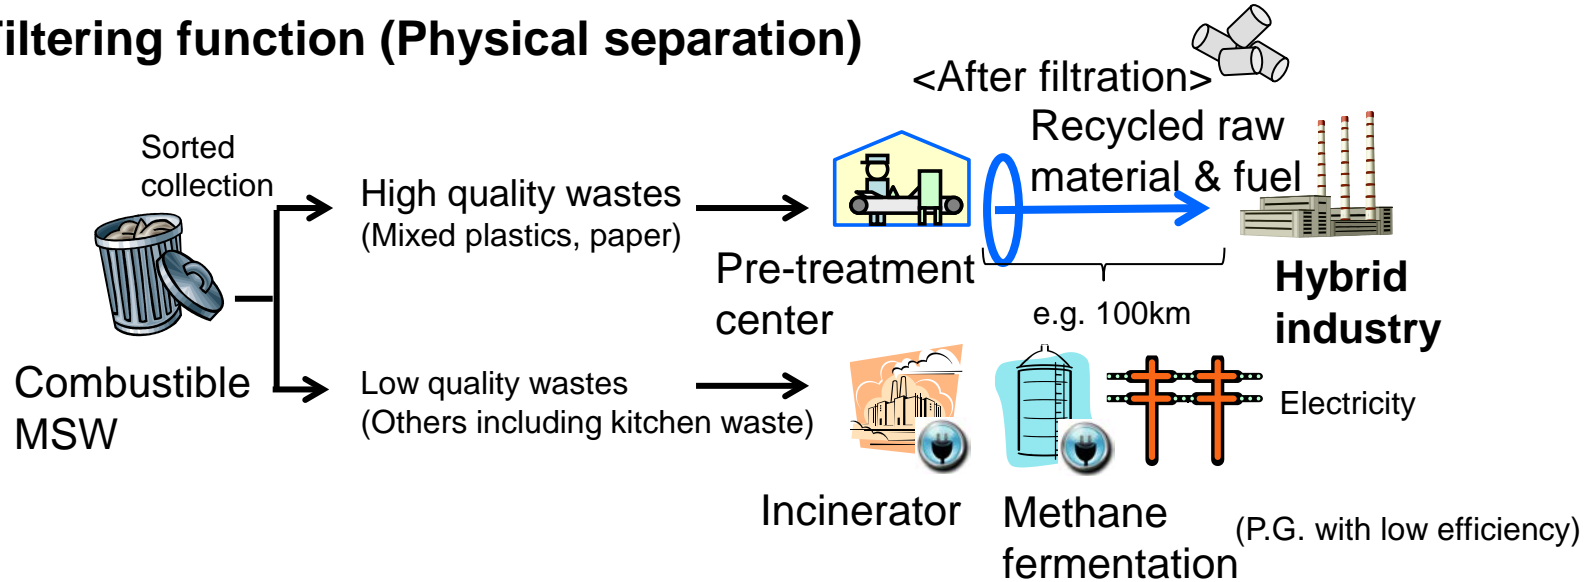 iltering function (Physical separation)
<After filtration>
Sorted
collection
Recycled raw
material & fuel
High quality wastes
(Mixed plastics, paper)
Pre-treatment
center
e.g. 100km
Hybrid
industry
Combustible
MSW
Low quality wastes
(Others including kitchen waste)
Electricity
Incinerator
Methane
fermentation
(P.G. with low efficiency)